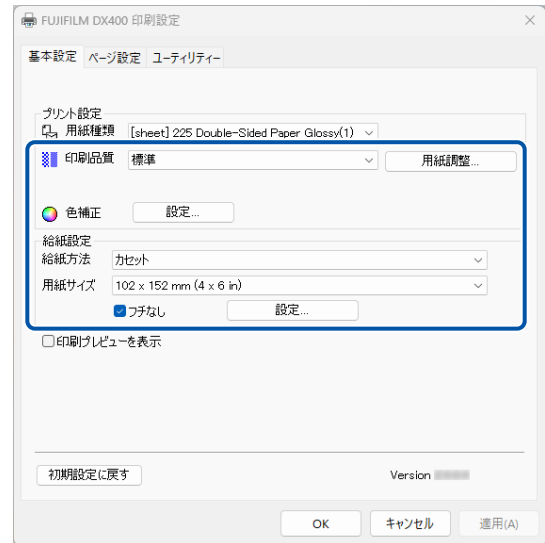 FUJIFILM DX400 印刷設定
基本設定 ページ設定 ユーティリティー
プリント設定
用紙種類 [sheet] 225 Double-Sided Paper Glossy(1)
印刷品質 標準 用紙調整...
色補正 設定...
給紙設定
給紙方法 カセット
用紙サイズ 102 x 152 mm (4 x 6 in)
フチなし 設定...
印刷プレビューを表示
初期設定に戻す Version
OK キャンセル 適用(A)